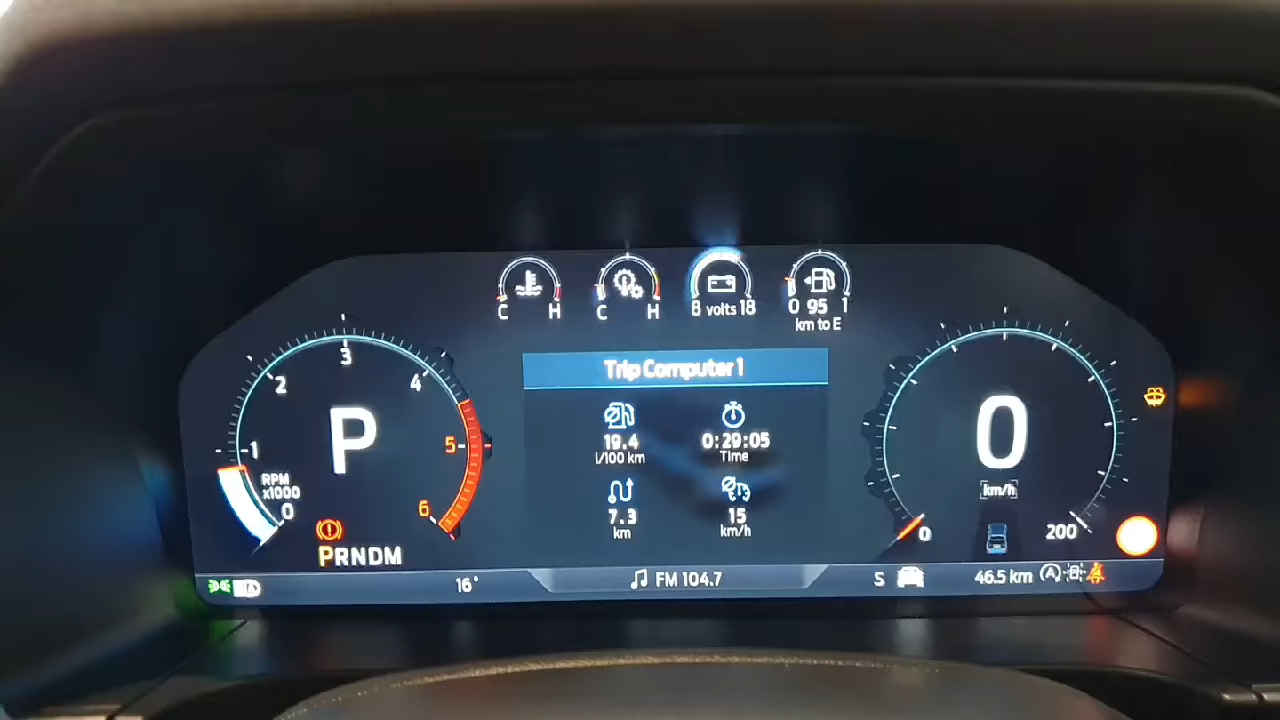 C H
C H
8 volts 18
0 95 1
km to E
Trip Computer 1
19.4
l/100 km
0:29:05
Time
7.3
km
15
km/h
1
2
3
4
5
6
RPM
x1000
0
P
PRNDM
0
km/h
0
200
16°
FM 104.7
S
46.5 km
A